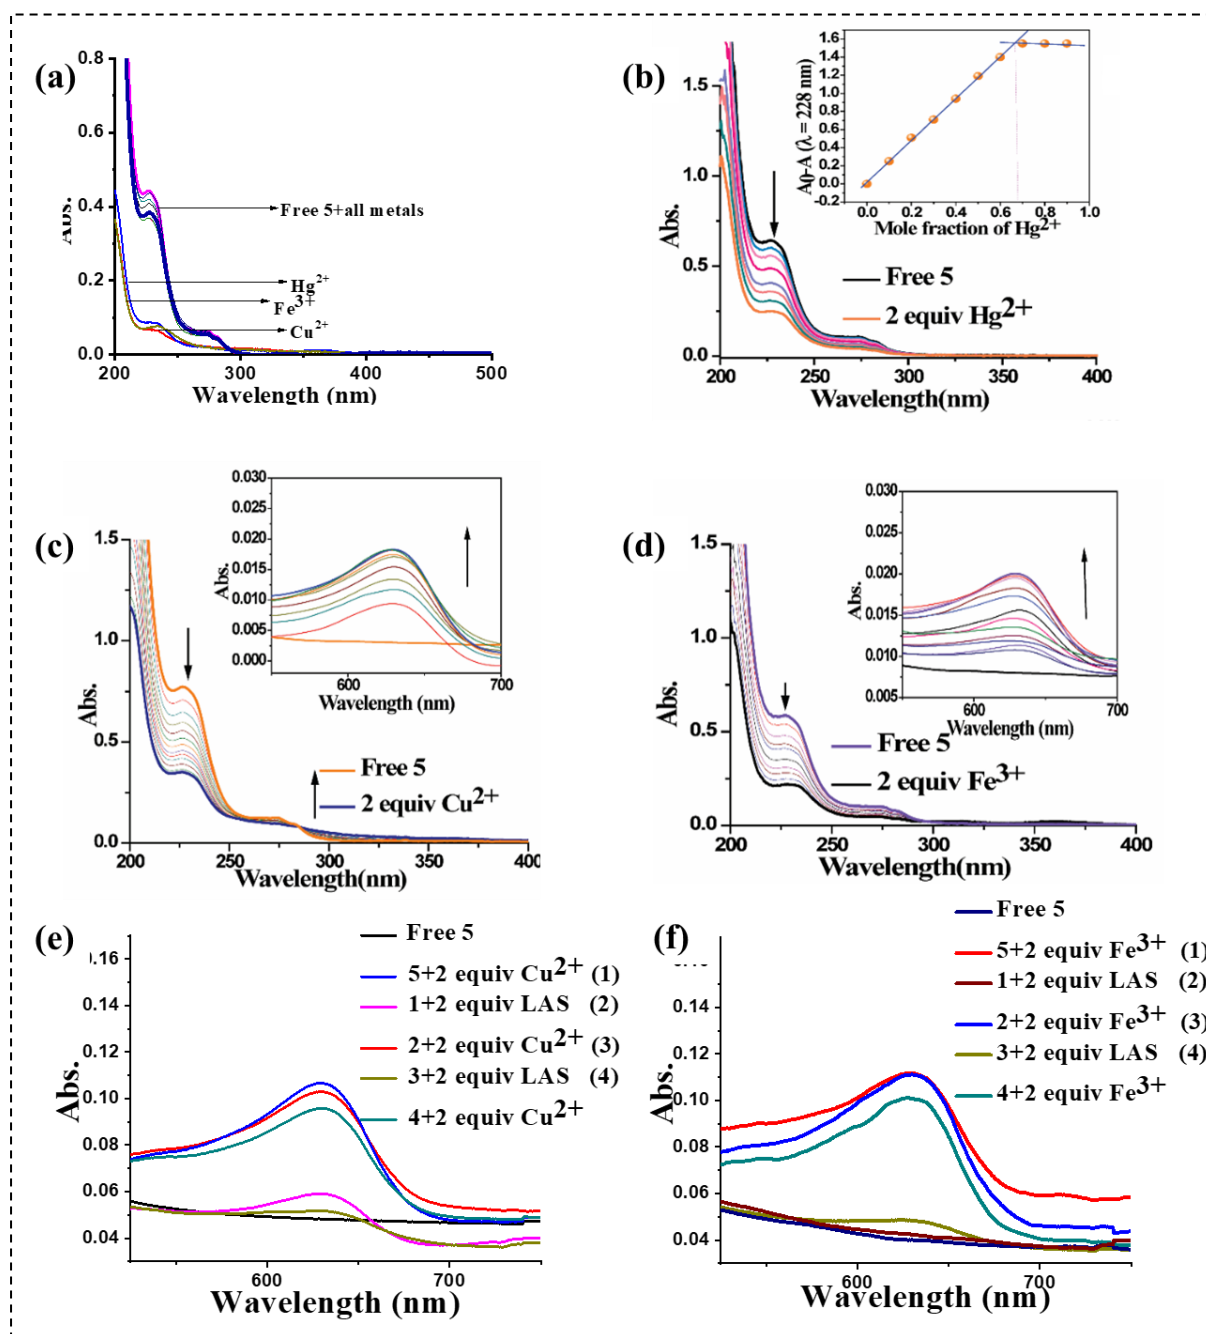 (a)
0.8
0.6
0.4
0.2
0.0
Abs.
200
300
400
500
Wavelength (nm)
Free 5+all metals
Hg2+
Fe3+
Cu2+
(b)
1.5
1.0
0.5
0.0
Abs.
200
250
300
350
400
Wavelength(nm)
Free 5
2 equiv Hg2+
1.6
1.4
1.2
1.0
0.8
0.6
0.4
0.2
0.0
-0.2
A0-A (λ = 228 nm)
0.0
0.2
0.4
0.6
0.8
1.0
Mole fraction of Hg2+
(c)
1.5
1.0
0.5
0.0
Abs.
200
250
300
350
400
Wavelength(nm)
Free 5
2 equiv Cu2+
0.030
0.025
0.020
0.015
0.010
0.005
0.000
Abs.
600
700
Wavelength (nm)
(d)
1.5
1.0
0.5
0.0
Abs.
200
250
300
350
400
Wavelength(nm)
Free 5
2 equiv Fe3+
0.030
0.025
0.020
0.015
0.010
0.005
Abs.
600
700
Wavelength (nm)
(e)
0.16
0.14
0.12
0.10
0.08
0.06
0.04
Abs.
600
700
Wavelength (nm)
Free 5
5+2 equiv Cu2+ (1)
1+2 equiv LAS (2)
2+2 equiv Cu2+ (3)
3+2 equiv LAS (4)
4+2 equiv Cu2+
(f)
0.14
0.12
0.10
0.08
0.06
0.04
Abs.
600
700
Wavelength (nm)
Free 5
5+2 equiv Fe3+ (1)
1+2 equiv LAS (2)
2+2 equiv Fe3+ (3)
3+2 equiv LAS (4)
4+2 equiv Fe3+